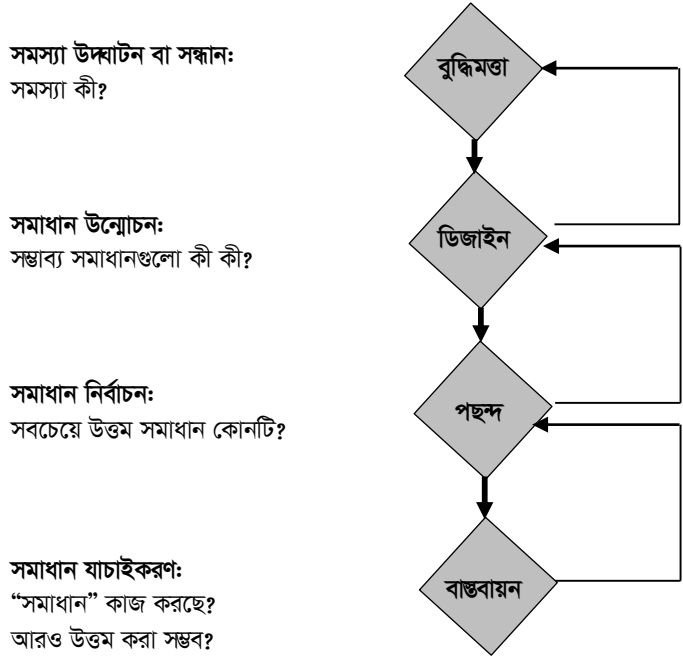 সমস্যা উদ্ঘাটন বা সন্ধান:
সমস্যা কী?
বুদ্ধিমত্তা
সমাধান উন্মোচন:
সম্ভাব্য সমাধানগুলো কী কী?
ডিজাইন
সমাধান নির্বাচন:
সবচেয়ে উত্তম সমাধান কোনটি?
পছন্দ
সমাধান যাচাইকরণ:
“সমাধান” কাজ করছে?
আরও উত্তম করা সম্ভব?
বাস্তবায়ন